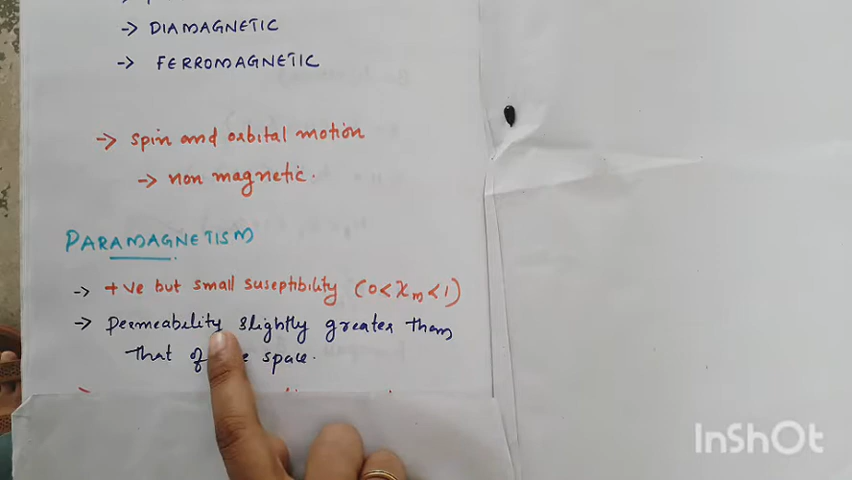 -> DIAMAGNETIC
-> FERROMAGNETIC
-> spin and orbital motion
-> non magnetic.
PARAMAGNETISM
-> +ve but small suseptibility (0<χm<1)
-> permeability slightly greater than
that of space.
InShOt